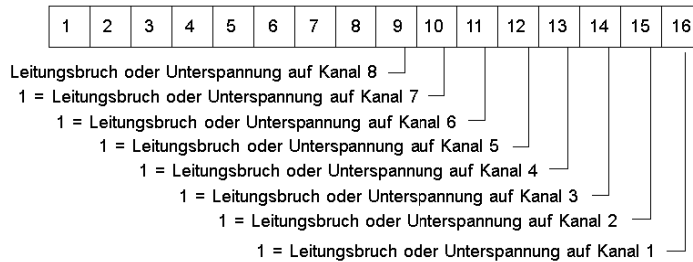 1 2 3 4 5 6 7 8 9 10 11 12 13 14 15 16
Leitungsbruch oder Unterspannung auf Kanal 8
1 = Leitungsbruch oder Unterspannung auf Kanal 7
1 = Leitungsbruch oder Unterspannung auf Kanal 6
1 = Leitungsbruch oder Unterspannung auf Kanal 5
1 = Leitungsbruch oder Unterspannung auf Kanal 4
1 = Leitungsbruch oder Unterspannung auf Kanal 3
1 = Leitungsbruch oder Unterspannung auf Kanal 2
1 = Leitungsbruch oder Unterspannung auf Kanal 1